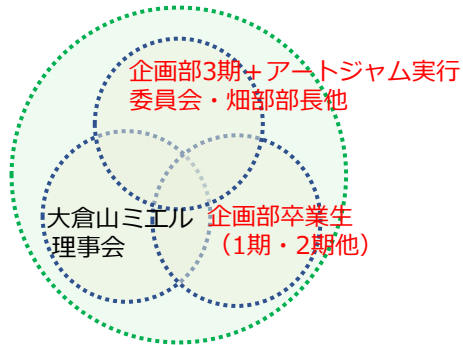 企画部3期＋アートジャム実行
委員会・畑部部長他
大倉山ミエル
理事会
企画部卒業生
（1期・2期他）